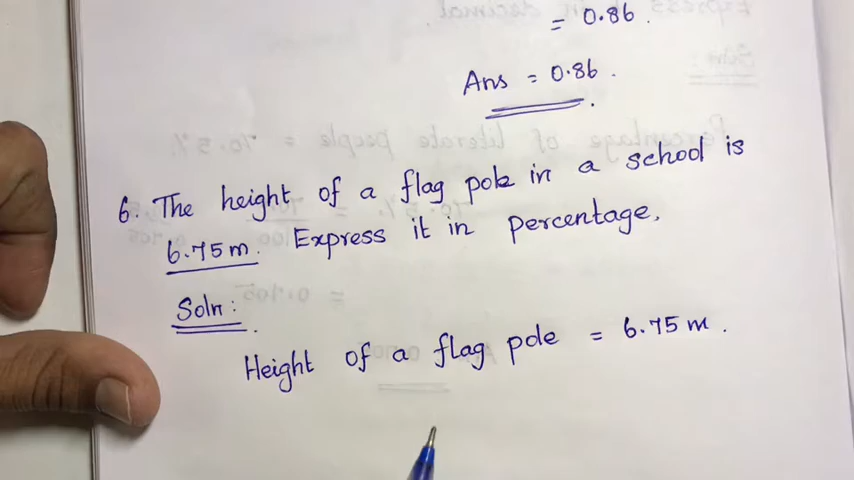 = 0.86.
Ans = 0.86.
6. The height of a flag pole in a school is
6.75m. Express it in percentage.
Soln:
Height of a flag pole = 6.75 m.